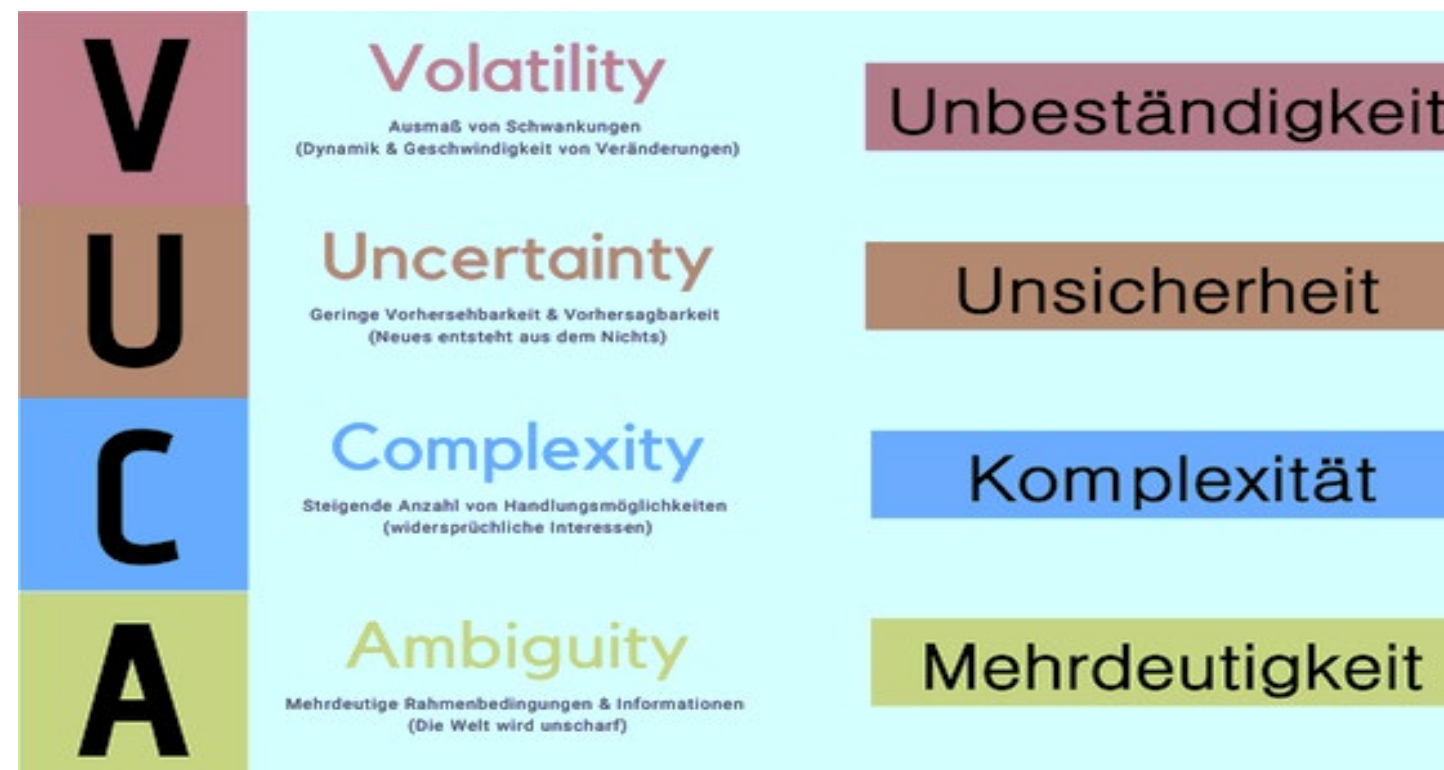 V
Volatility
Ausmaß von Schwankungen
(Dynamik & Geschwindigkeit von Veränderungen)
Unbeständigkeit
U
Uncertainty
Geringe Vorhersehbarkeit & Vorhersagbarkeit
(Neues entsteht aus dem Nichts)
Unsicherheit
C
Complexity
Steigende Anzahl von Handlungsmöglichkeiten
(widersprüchliche Interessen)
Komplexität
A
Ambiguity
Mehrdeutige Rahmenbedingungen & Informationen
(Die Welt wird unscharf)
Mehrdeutigkeit